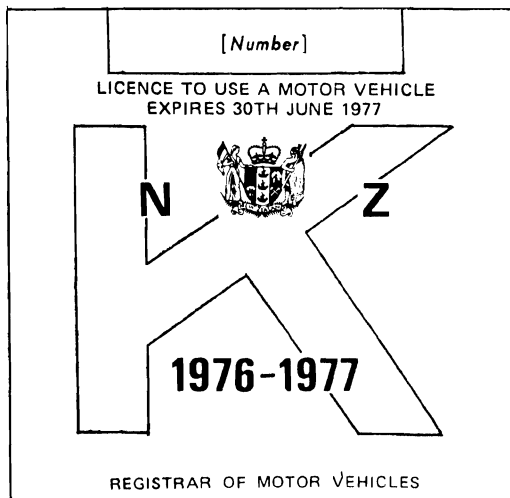 [Number]
LICENCE TO USE A MOTOR VEHICLE
EXPIRES 30TH JUNE 1977
N Z
K
1976-1977
REGISTRAR OF MOTOR VEHICLES